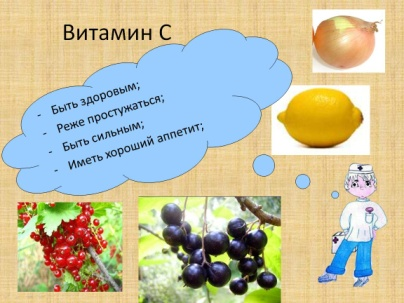 Витамин С
- Быть здоровым;
- Реже простужаться;
- Быть сильным;
- Иметь хороший аппетит;